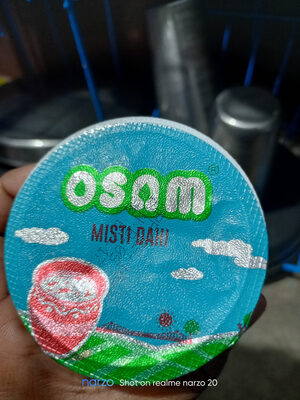 OSAM®
MISTI DAHI
narzo Shot on realme narzo 20